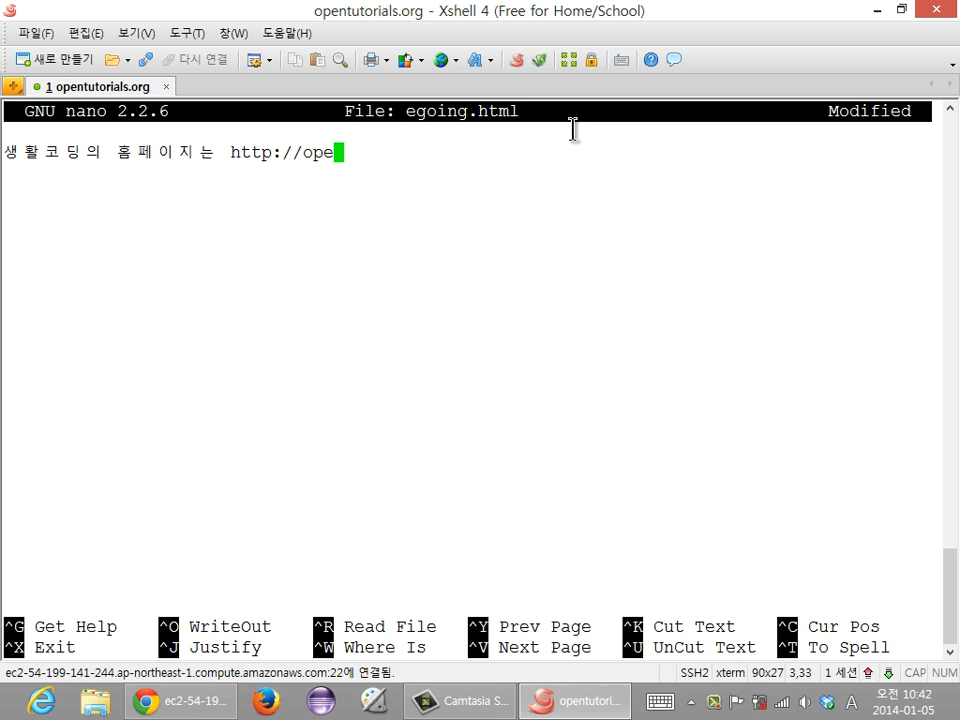 opentutorials.org - Xshell 4 (Free for Home/School)
파일(F) 편집(E) 보기(V) 도구(T) 창(W) 도움말(H)
새로 만들기 다시 연결
1 opentutorials.org
GNU nano 2.2.6 File: egoing.html Modified
생활코딩의 홈페이지는 http://ope
^G Get Help ^O WriteOut ^R Read File ^Y Prev Page ^K Cut Text ^C Cur Pos
^X Exit ^J Justify ^W Where Is ^V Next Page ^U UnCut Text ^T To Spell
ec2-54-199-141-244.ap-northeast-1.compute.amazonaws.com:22에 연결됨. SSH2 xterm 90x27 3,33 1 세션 CAP NUM
ec2-54-19... Camtasia S... opentutori... A 오전 10:42
2014-01-05